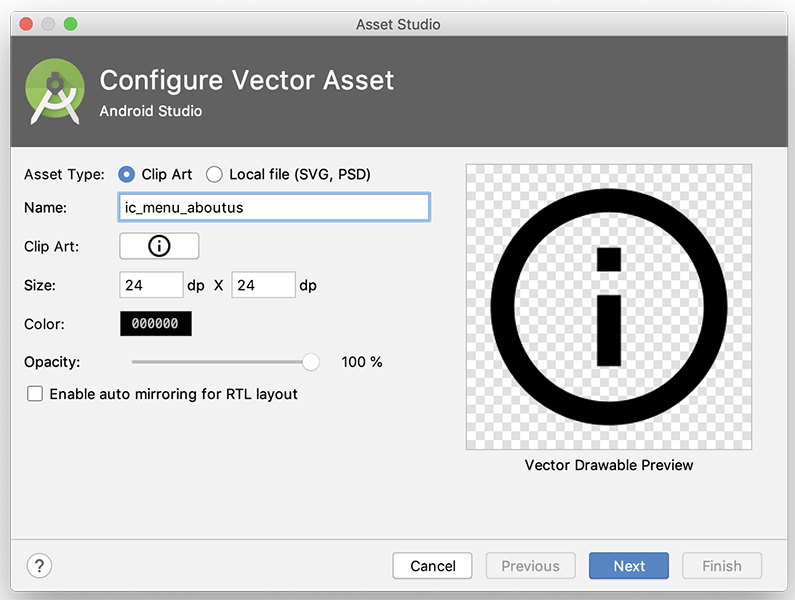 Asset Studio
Configure Vector Asset
Android Studio
Asset Type: Clip Art Local file (SVG, PSD)
Name: ic_menu_aboutus
Clip Art:
Size: 24 dp X 24 dp
Color: 000000
Opacity: 100 %
Enable auto mirroring for RTL layout
Vector Drawable Preview
? Cancel Previous Next Finish